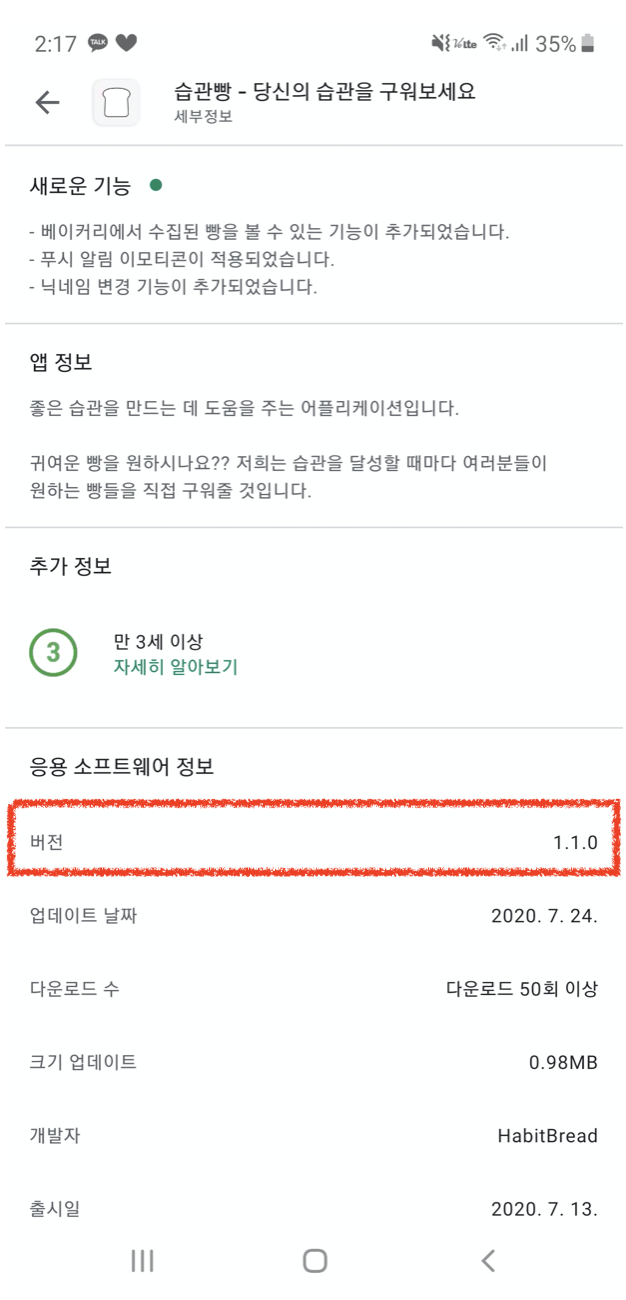 2:17 TALK 35%
습관빵 - 당신의 습관을 구워보세요
세부정보
새로운 기능
- 베이커리에서 수집된 빵을 볼 수 있는 기능이 추가되었습니다.
- 푸시 알림 이모티콘이 적용되었습니다.
- 닉네임 변경 기능이 추가되었습니다.
앱 정보
좋은 습관을 만드는 데 도움을 주는 어플리케이션입니다.
귀여운 빵을 원하시나요?? 저희는 습관을 달성할 때마다 여러분들이
원하는 빵들을 직접 구워줄 것입니다.
추가 정보
3 만 3세 이상
자세히 알아보기
응용 소프트웨어 정보
버전 1.1.0
업데이트 날짜 2020. 7. 24.
다운로드 수 다운로드 50회 이상
크기 업데이트 0.98MB
개발자 HabitBread
출시일 2020. 7. 13.